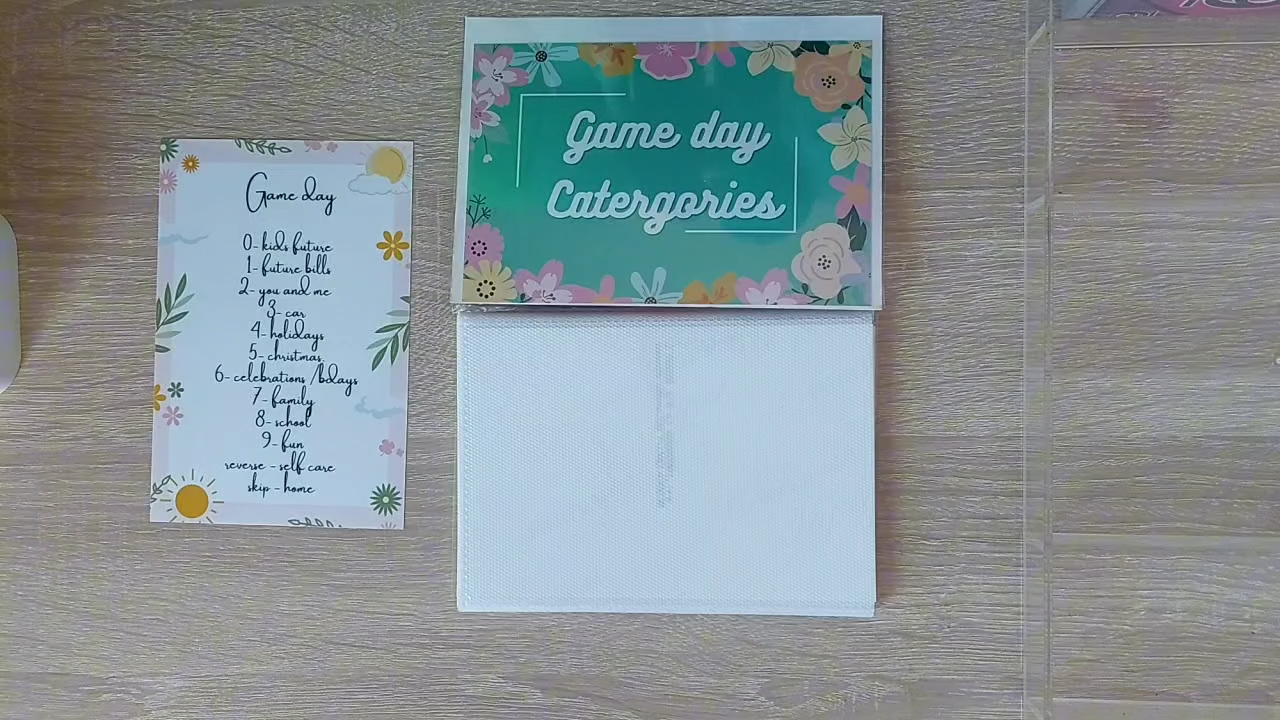 Game day
0- kids future
1- future bills
2- you and me
3- car
4- holidays
5- christmas
6- celebrations /bdays
7- family
8- school
9- fun
reverse - self care
skip - home
Game day
Catergories